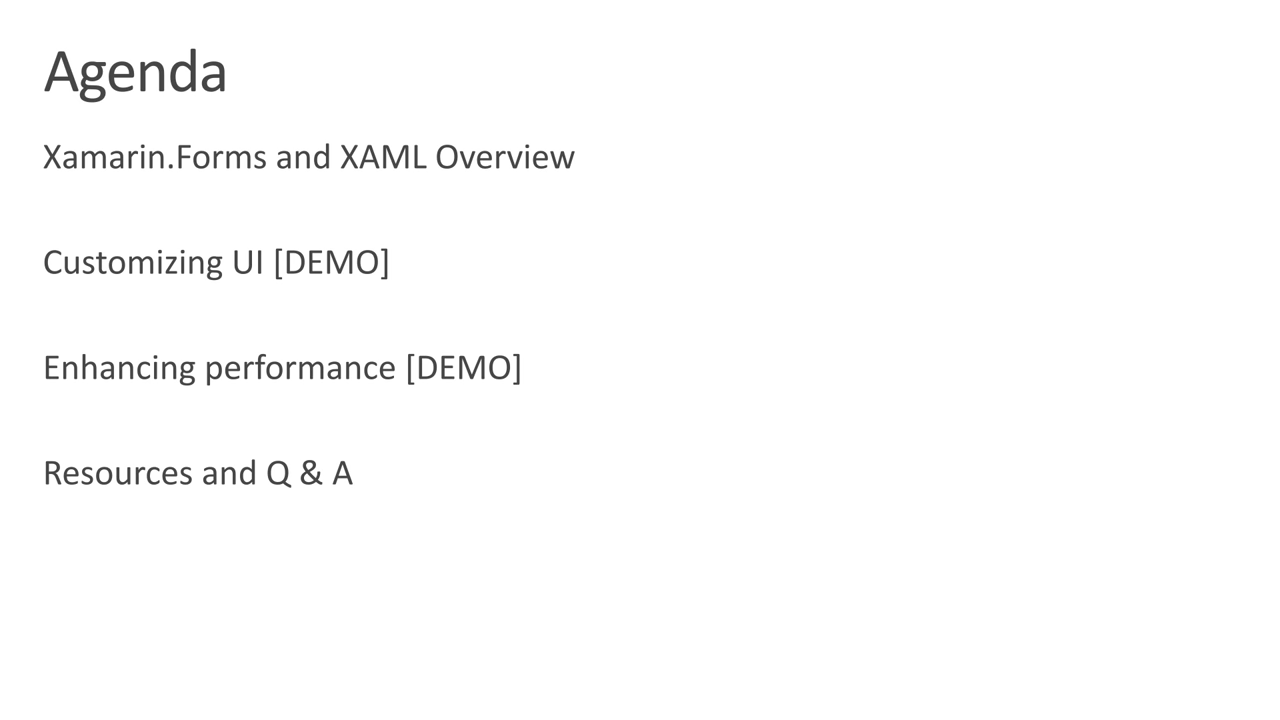 Agenda
Xamarin.Forms and XAML Overview
Customizing UI [DEMO]
Enhancing performance [DEMO]
Resources and Q & A